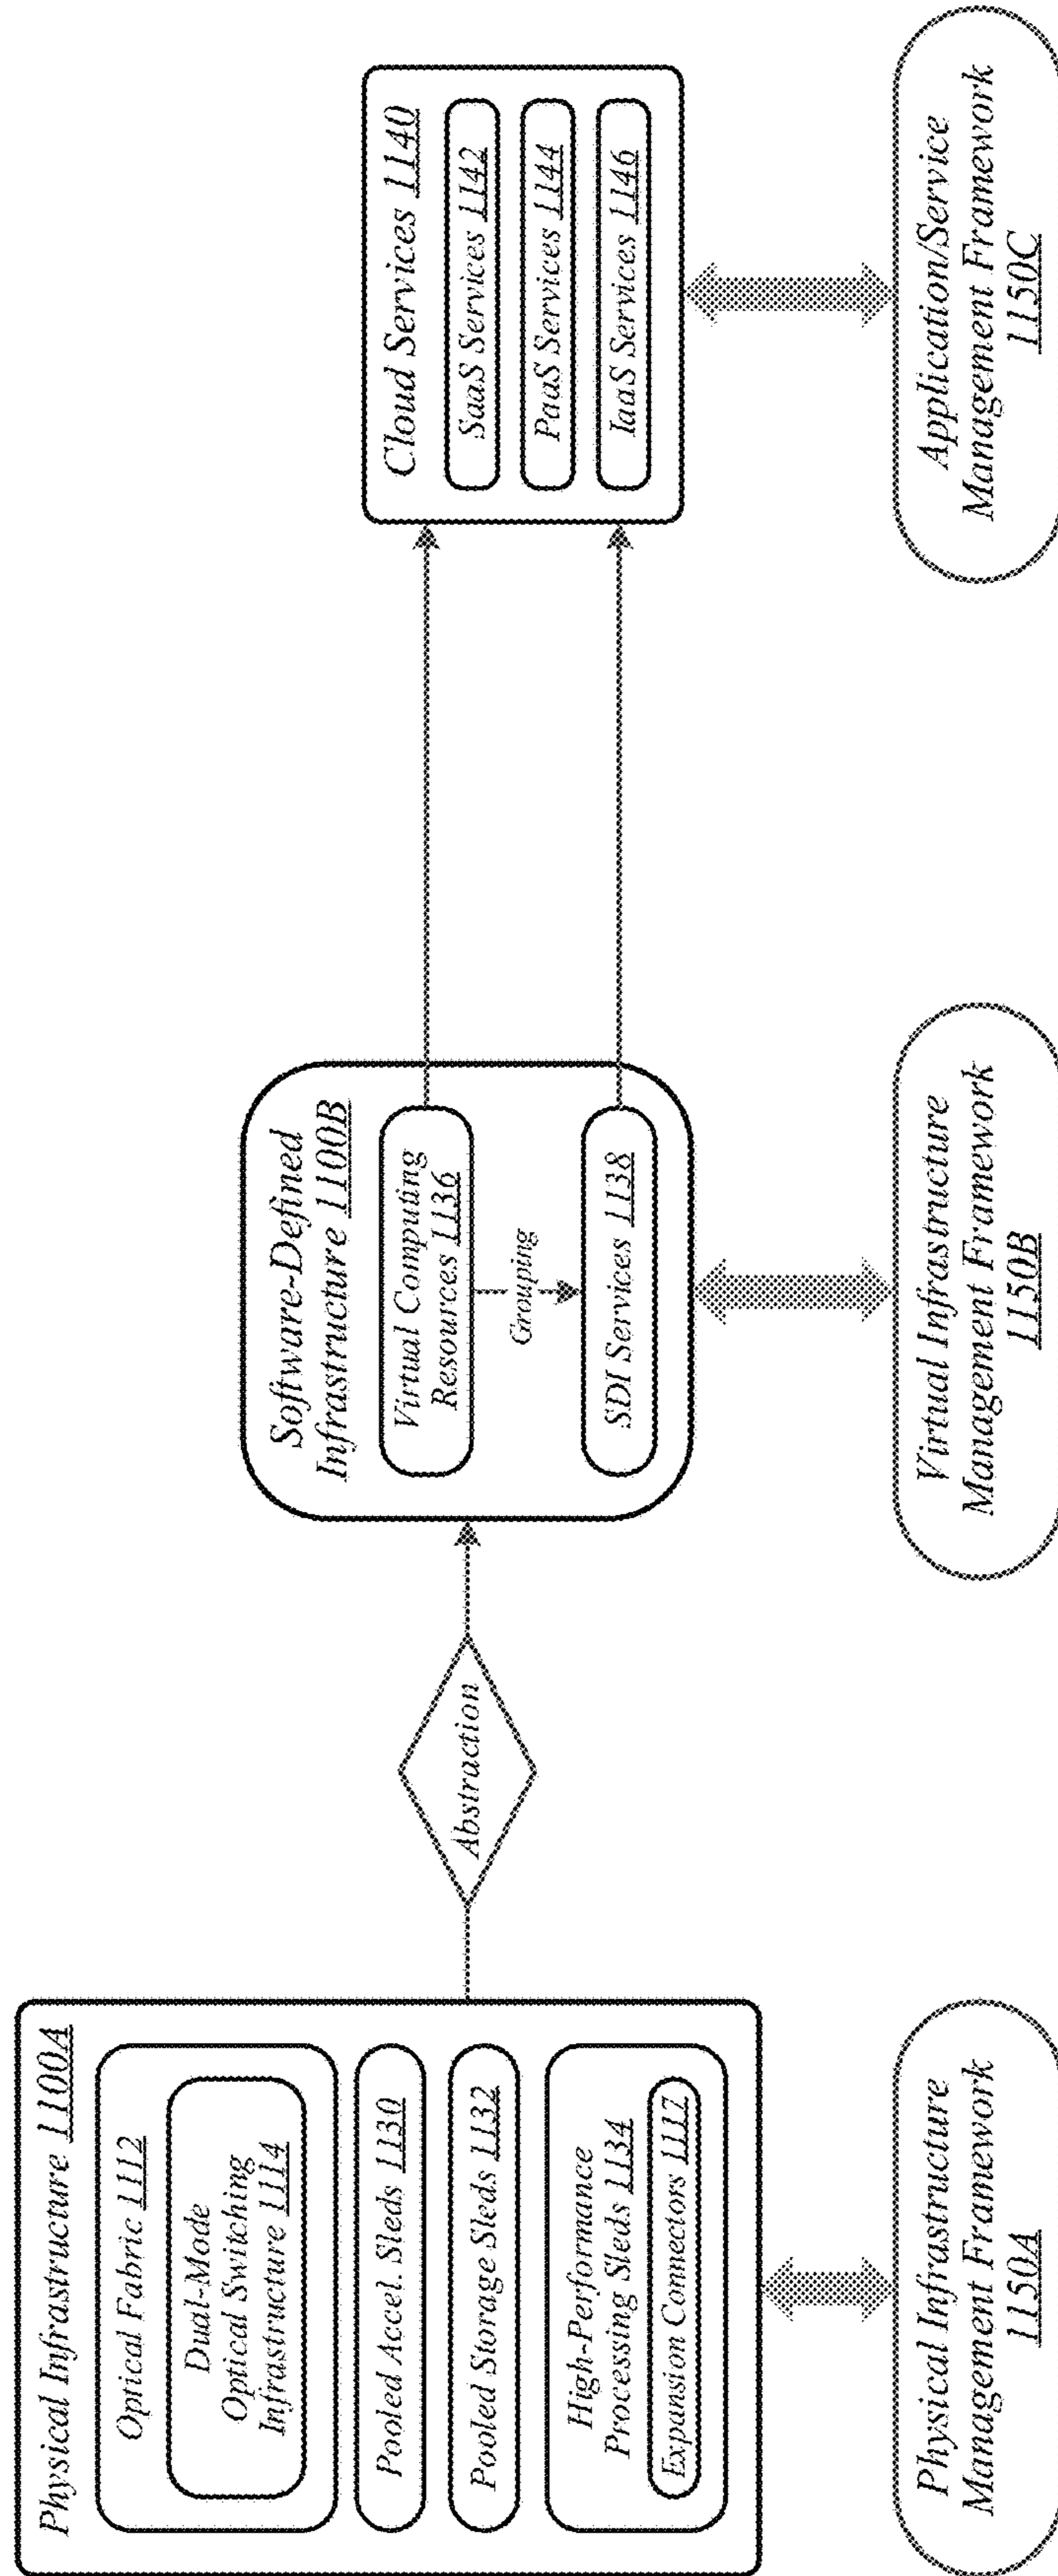 Physical Infrastructure 1100A
Optical Fabric 1112
Dual-Mode
Optical Switching
Infrastructure 1114
Pooled Accel. Sleds 1130
Pooled Storage Sleds 1132
High-Performance
Processing Sleds 1134
Expansion Connectors 1117
Physical Infrastructure
Management Framework
1150A
Abstraction
Software-Defined
Infrastructure 1100B
Virtual Computing
Resources 1136
Grouping
SDI Services 1138
Virtual Infrastructure
Management Framework
1150B
Cloud Services 1140
SaaS Services 1142
PaaS Services 1144
IaaS Services 1146
Application/Service
Management Framework
1150C